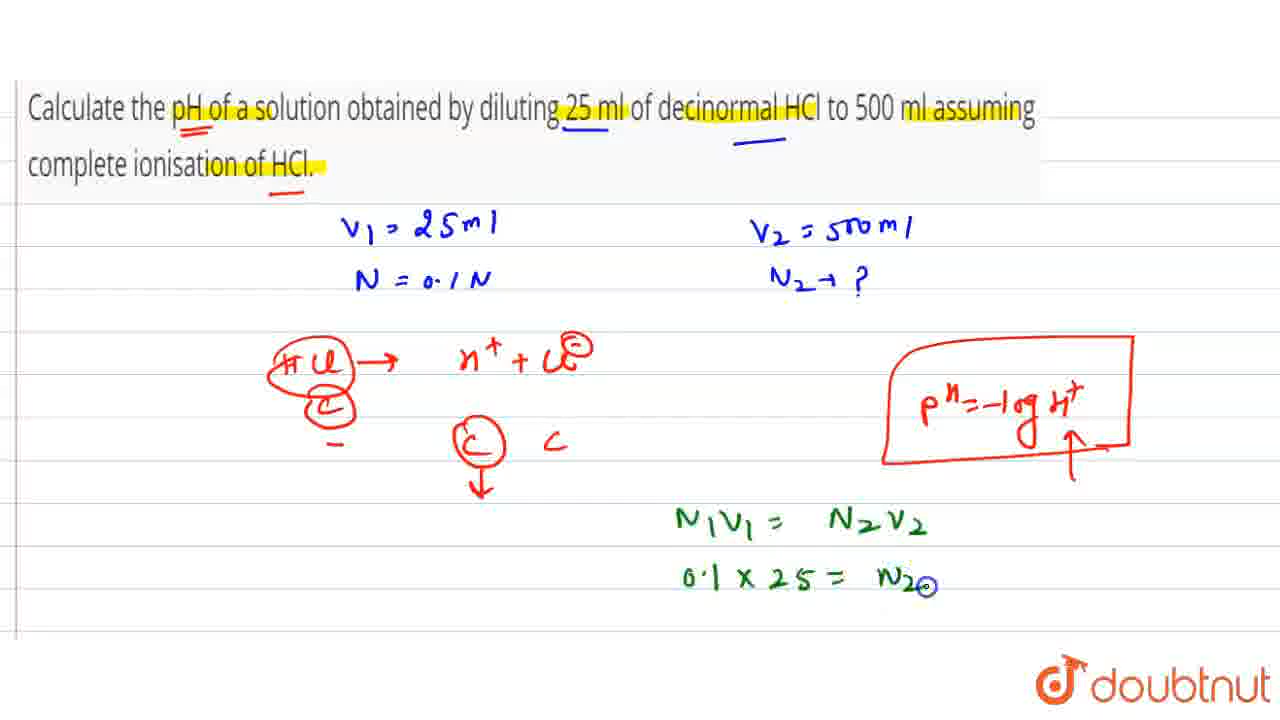 Calculate the pH of a solution obtained by diluting 25 ml of decinormal HCl to 500 ml assuming
complete ionisation of HCl.
V1 = 25 ml V2 = 500 ml
N = 0.1 N N2 → ?
HCl → H+ + Cl-
C
- C C
pH = -log H+
N1V1 = N2V2
0.1 x 25 = N2
doubtnut